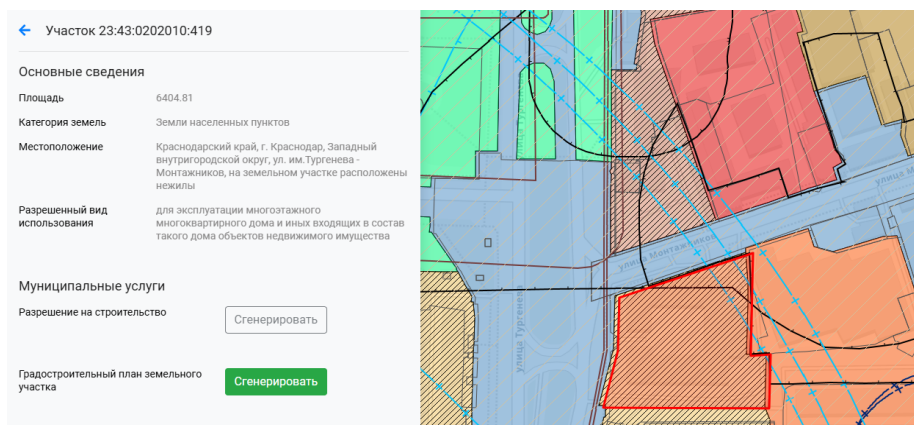 Участок 23:43:0202010:419
Основные сведения
Площадь 6404.81
Категория земель Земли населенных пунктов
Местоположение Краснодарский край, г. Краснодар, Западный
внутригородской округ, ул. им.Тургенева -
Монтажников, на земельном участке расположены
нежилы
Разрешенный вид для эксплуатации многоэтажного
использования многоквартирного дома и иных входящих в состав
такого дома объектов недвижимого имущества
Муниципальные услуги
Разрешение на строительство Сгенерировать
Градостроительный план земельного
участка Сгенерировать
улица Монтажников
улица Тургенева